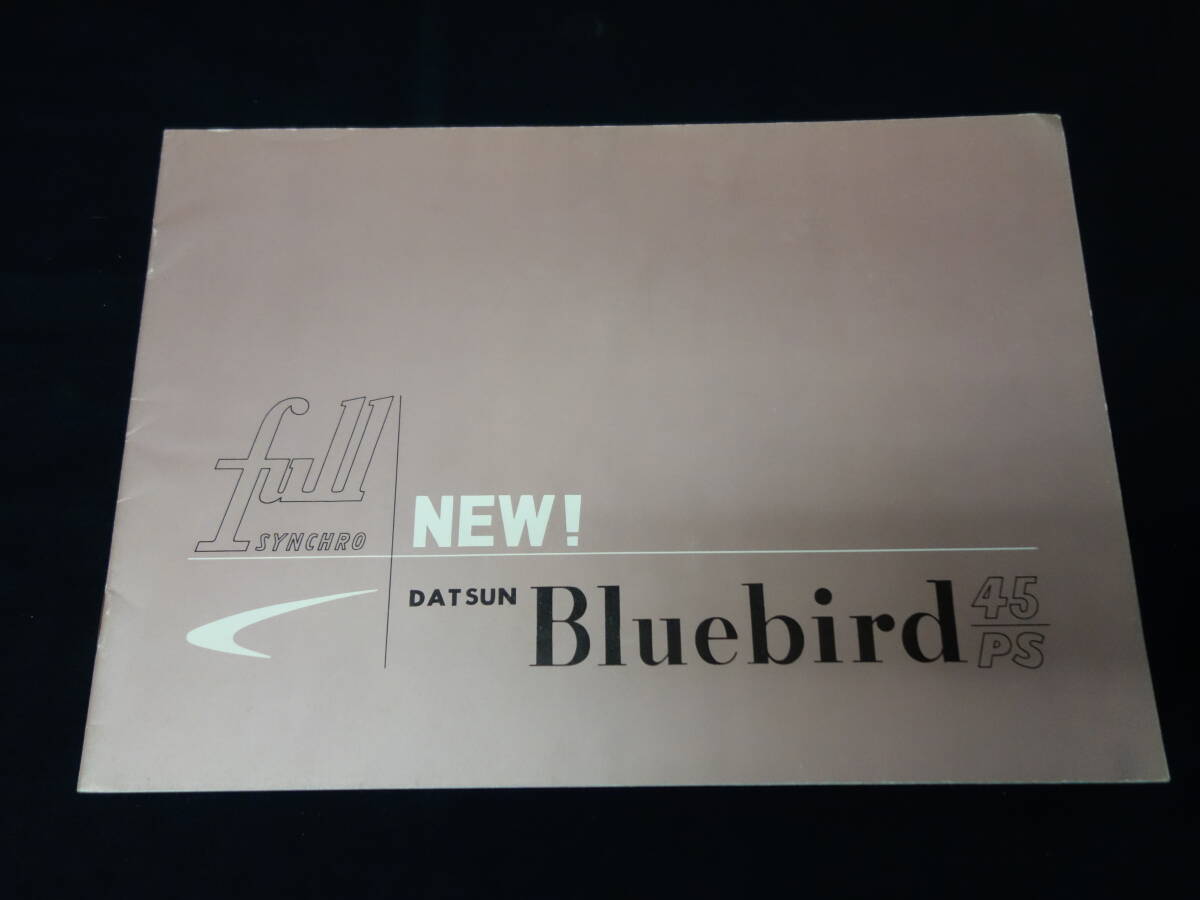 full
SYNCHRO
NEW!
DATSUN Bluebird 45
PS